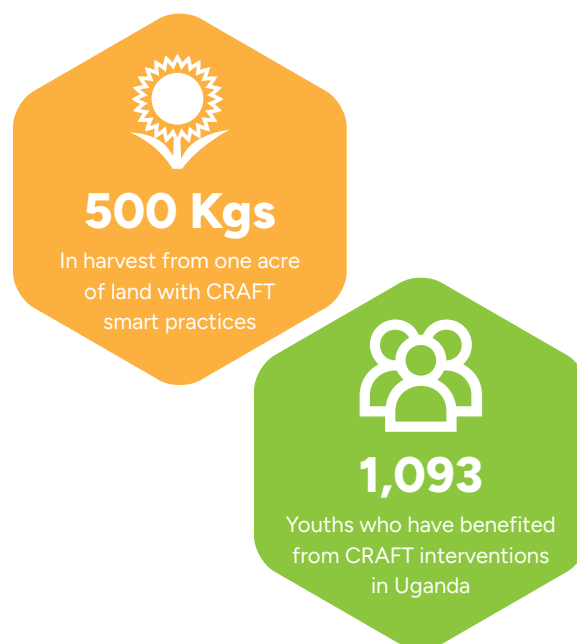 500 Kgs
In harvest from one acre
of land with CRAFT
smart practices
1,093
Youths who have benefited
from CRAFT interventions
in Uganda